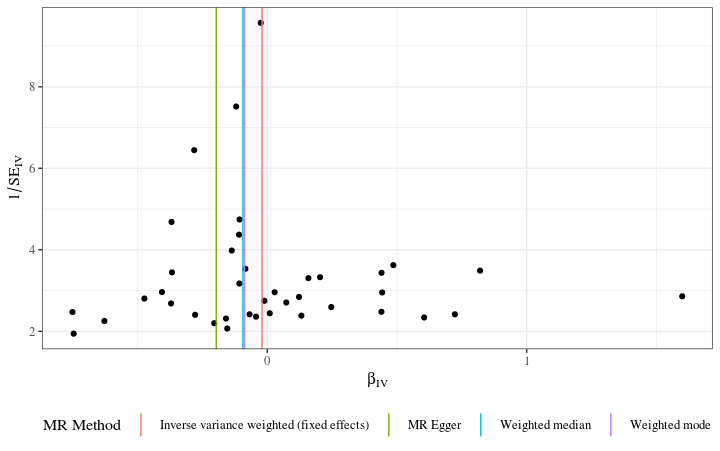 8
6
4
2
1/SE_IV
0
1
β_IV
MR Method
Inverse variance weighted (fixed effects)
MR Egger
Weighted median
Weighted mode